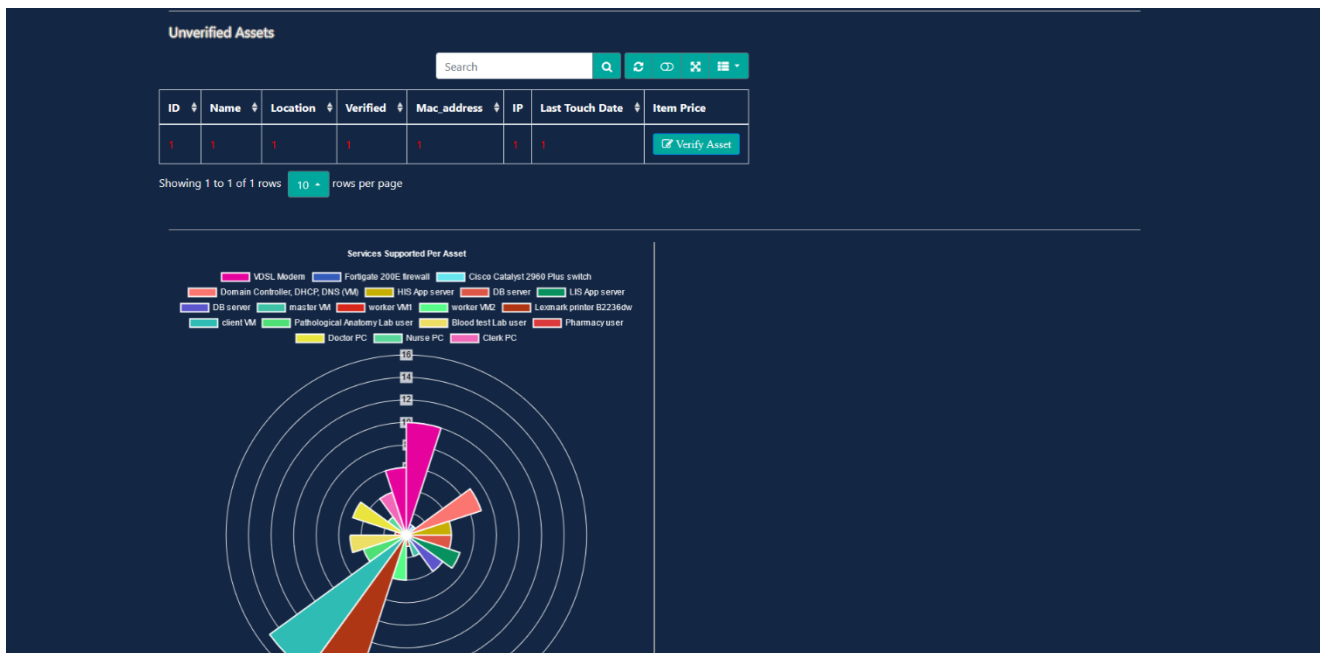 Unverified Assets
Search
ID Name Location Verified Mac_address IP Last Touch Date Item Price
1 1 1 1 1 1 1 Verify Asset
Showing 1 to 1 of 1 rows 10 rows per page
Services Supported Per Asset
VDSL Modem Fortigate 200E firewall Cisco Catalyst 2960 Plus switch
Domain Controller, DHCP, DNS (VM) HIS App server DB server LIS App server
DB server master VM worker VM1 worker VM2 Lexmark printer B2236dw
client VM Pathological Anatomy Lab user Blood test Lab user Pharmacy user
Doctor PC Nurse PC Clerk PC
16
14
12